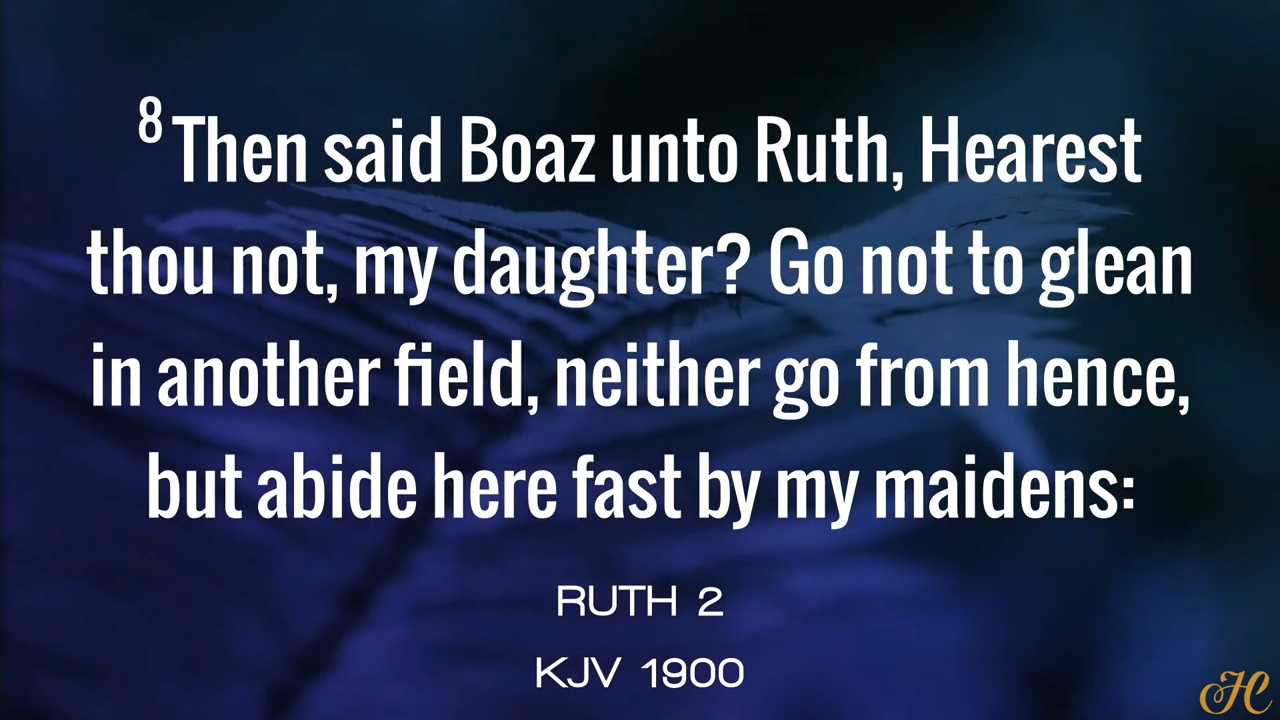 8 Then said Boaz unto Ruth, Hearest
thou not, my daughter? Go not to glean
in another field, neither go from hence,
but abide here fast by my maidens:
RUTH 2
KJV 1900
HC